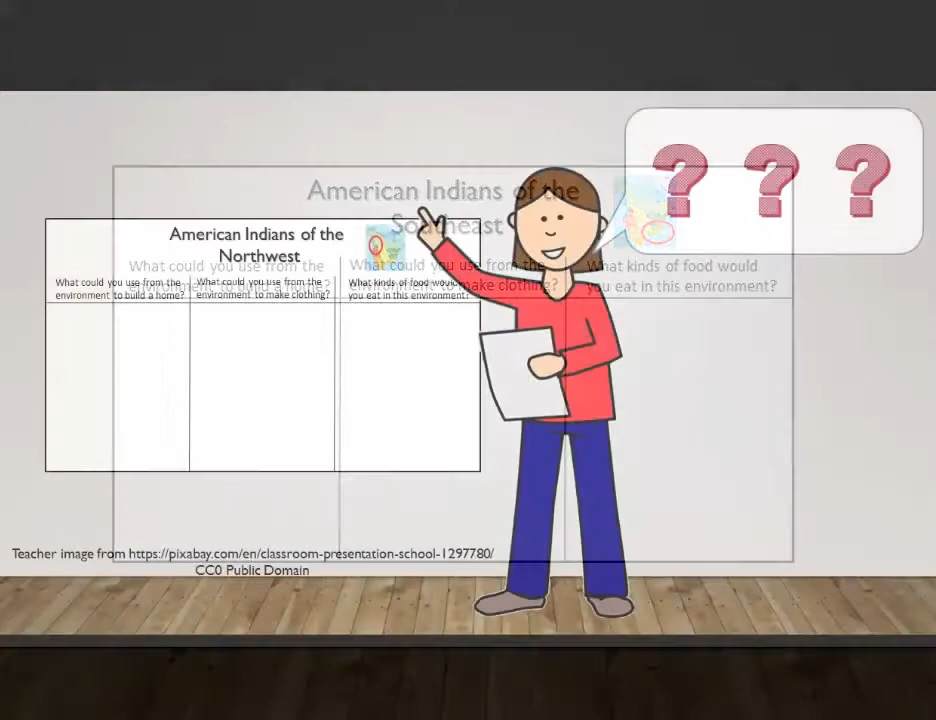 ? ? ?
American Indians of the
Southeast
What could you use from the
environment to build a home?
What could you use from the
environment to make clothing?
What kinds of food would
you eat in this environment?
American Indians of the
Northwest
What could you use from the
environment to build a home?
What could you use from the
environment to make clothing?
What kinds of food would
you eat in this environment?
Teacher image from https://pixabay.com/en/classroom-presentation-school-1297780/
CC0 Public Domain